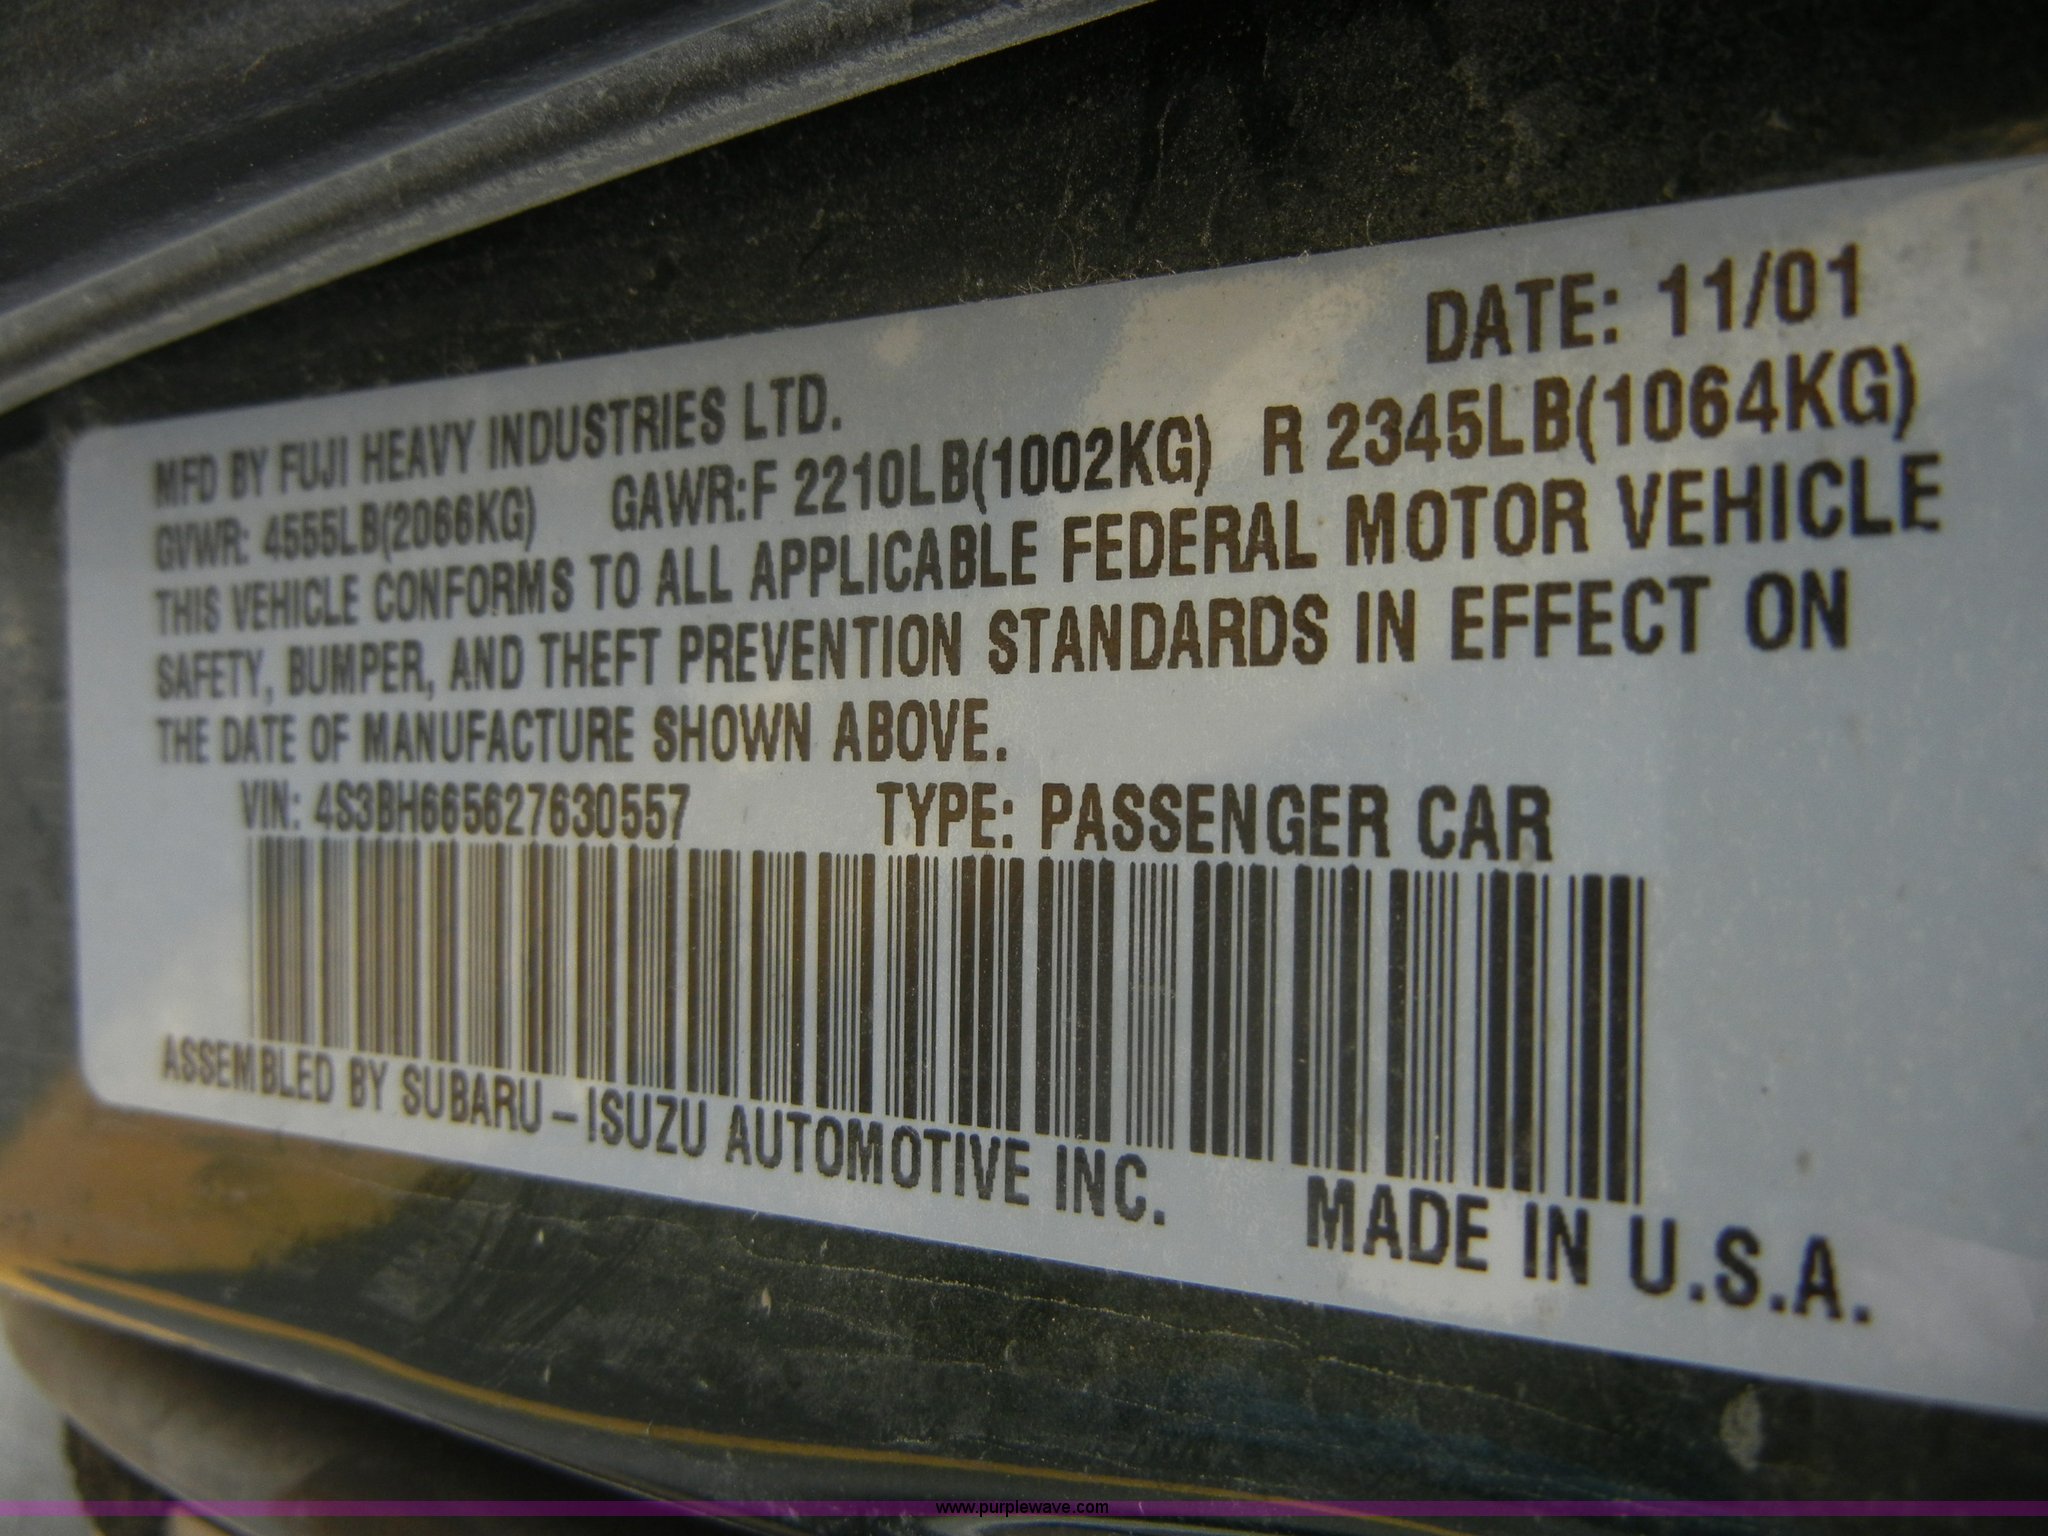 DATE: 11/01
MFD BY FUJI HEAVY INDUSTRIES LTD.
GVWR: 4555LB(2066KG) GAWR:F 2210LB(1002KG) R 2345LB(1064KG)
THIS VEHICLE CONFORMS TO ALL APPLICABLE FEDERAL MOTOR VEHICLE
SAFETY, BUMPER, AND THEFT PREVENTION STANDARDS IN EFFECT ON
THE DATE OF MANUFACTURE SHOWN ABOVE.
VIN: 4S3BH665627630557 TYPE: PASSENGER CAR
ASSEMBLED BY SUBARU-ISUZU AUTOMOTIVE INC.
MADE IN U.S.A.
www.purplewave.com